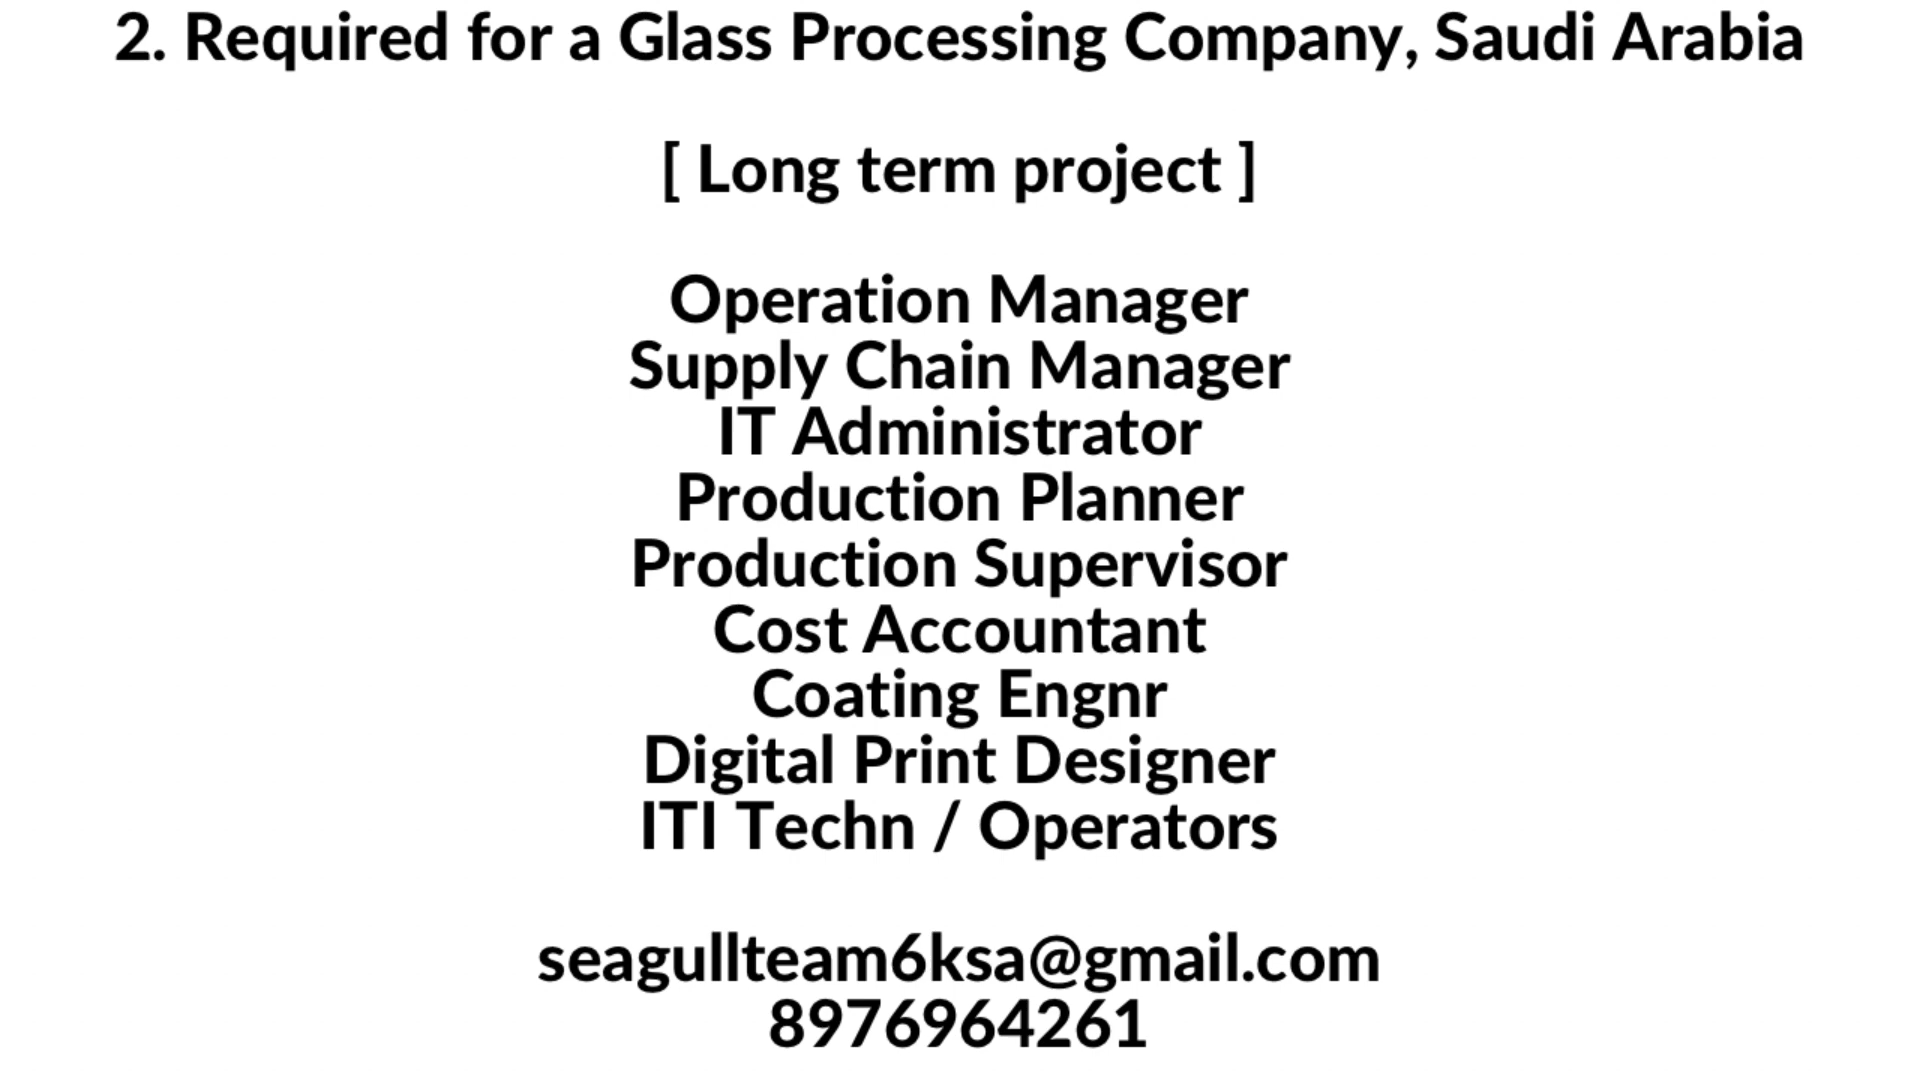 2. Required for a Glass Processing Company, Saudi Arabia
[ Long term project ]
Operation Manager
Supply Chain Manager
IT Administrator
Production Planner
Production Supervisor
Cost Accountant
Coating Engnr
Digital Print Designer
ITI Techn / Operators
seagullteam6ksa@gmail.com
8976964261